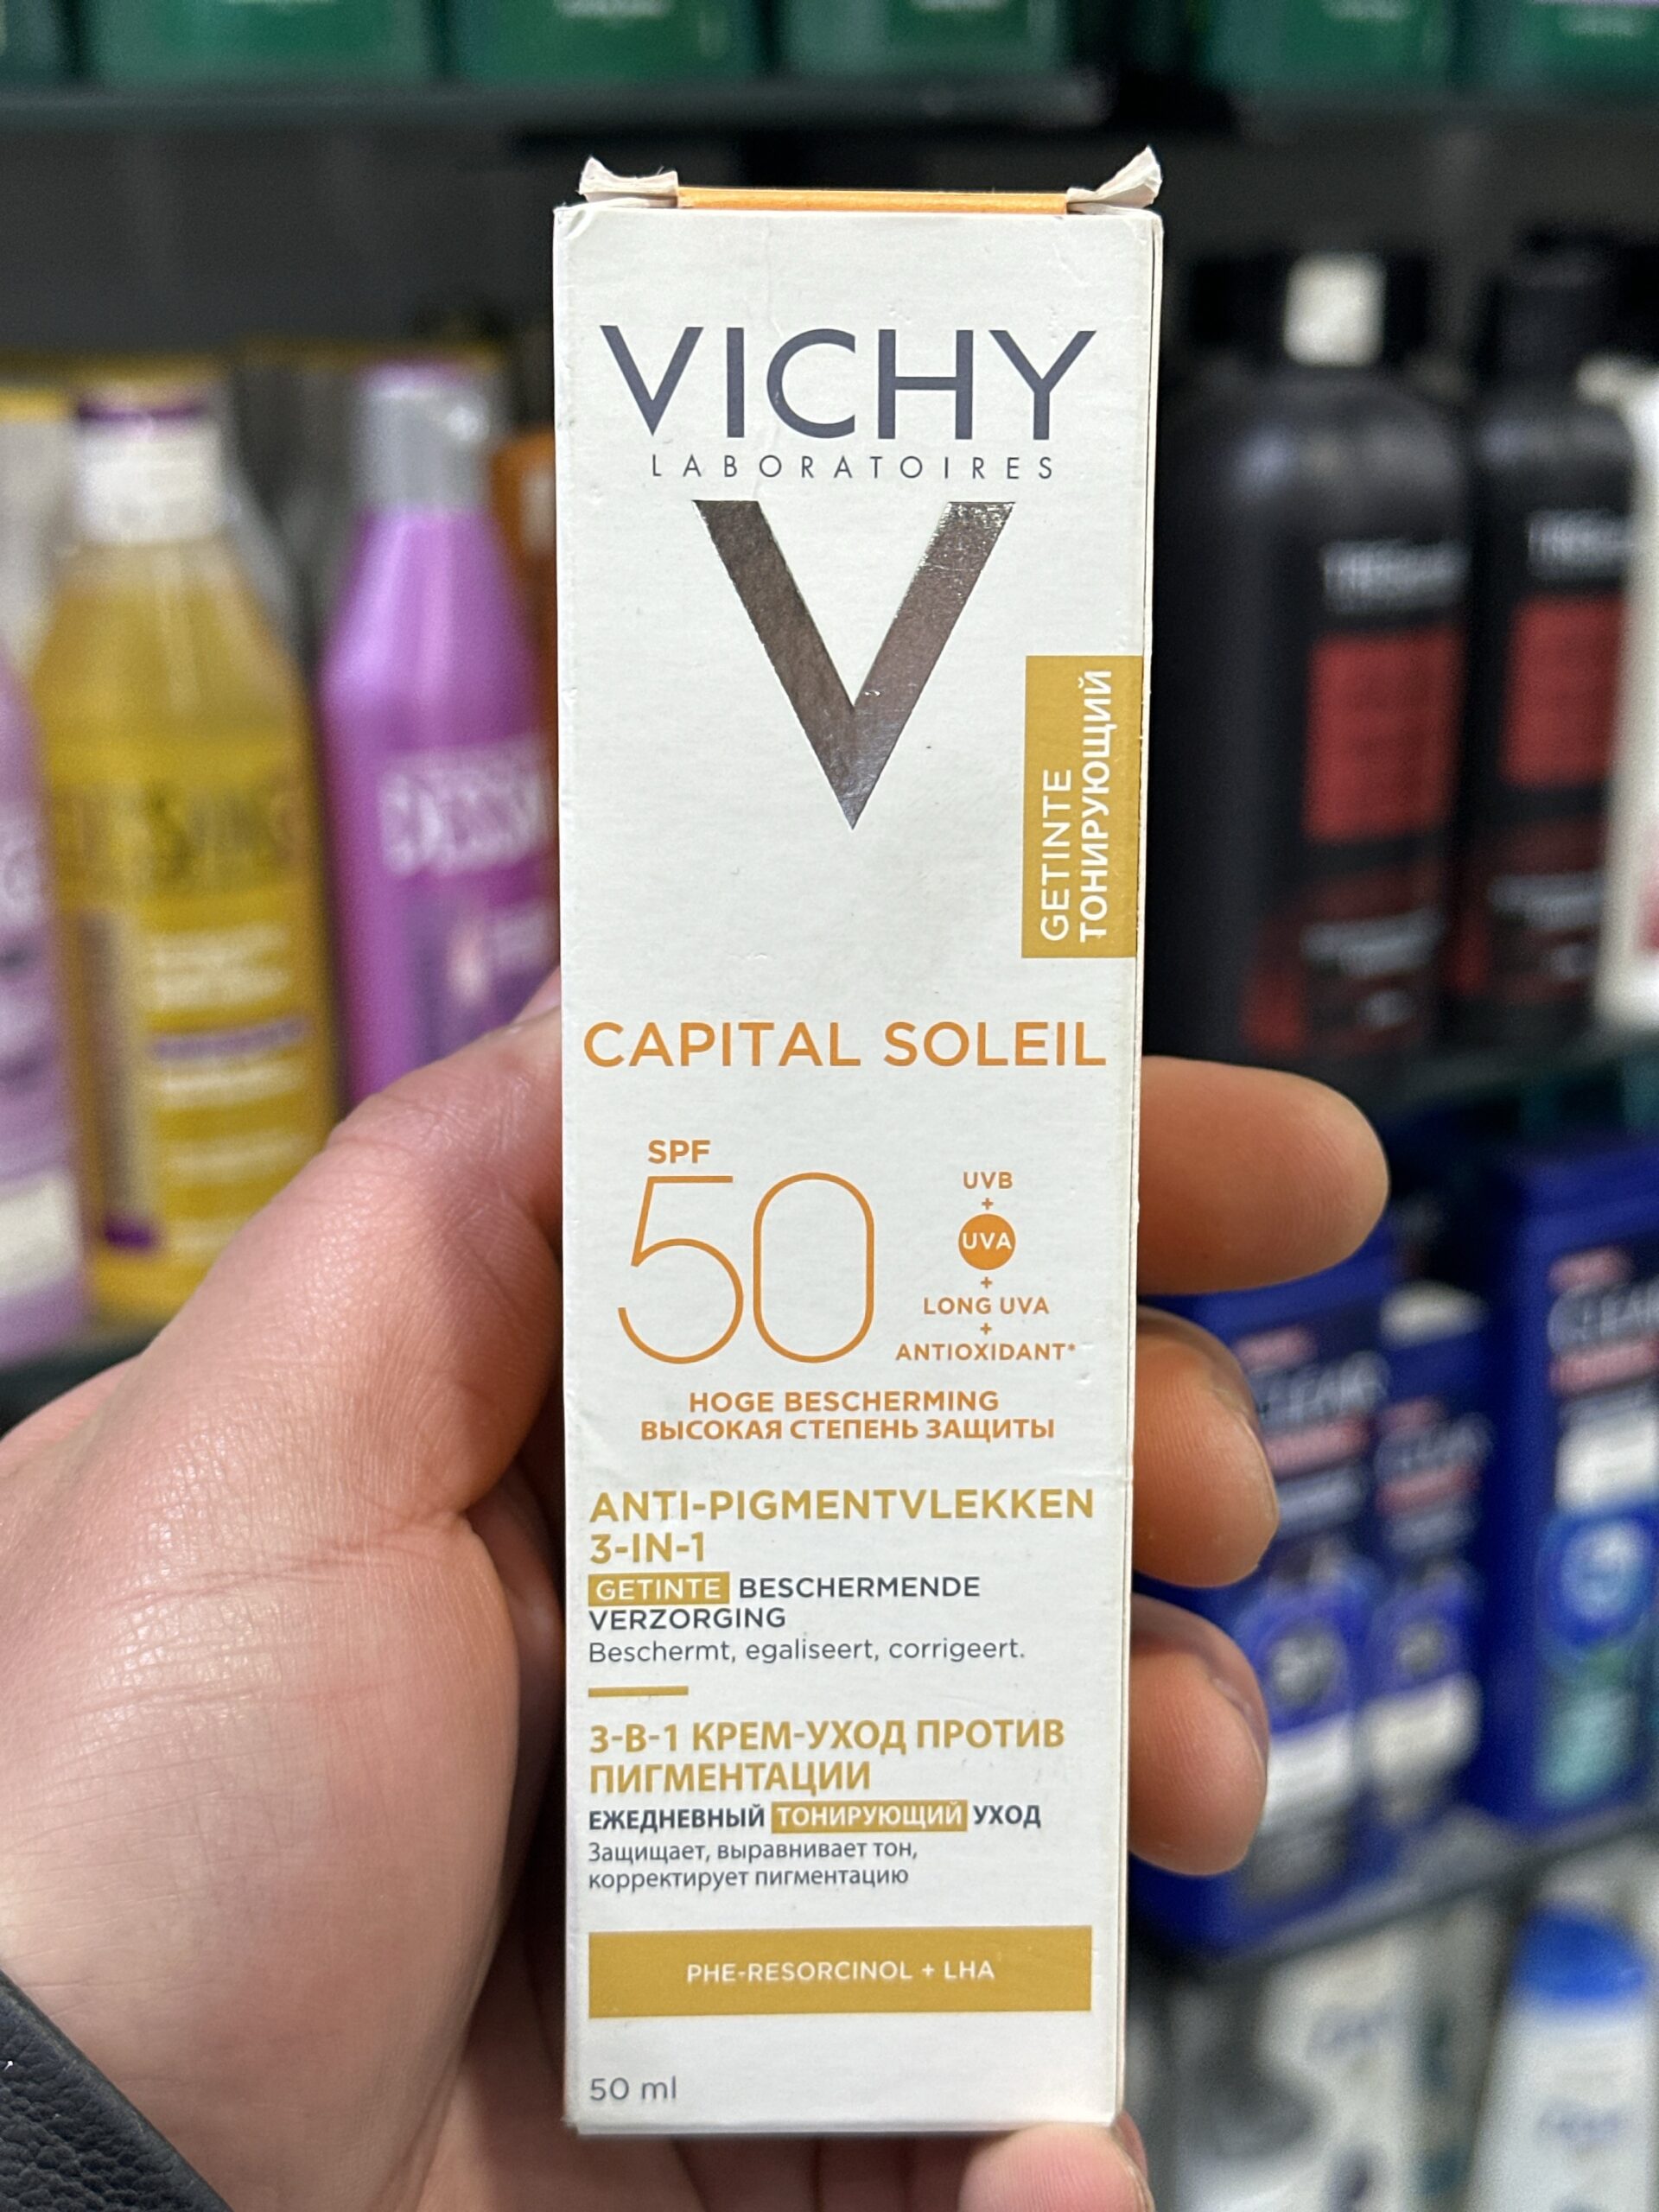 VICHY
LABORATOIRES
GETINTE
ТОНИРУЮЩИЙ
CAPITAL SOLEIL
SPF
50
UVB
+
UVA
+
LONG UVA
+
ANTIOXIDANT*
HOGE BESCHERMING
ВЫСОКАЯ СТЕПЕНЬ ЗАЩИТЫ
ANTI-PIGMENTVLEKKEN
3-IN-1
GETINTE BESCHERMENDE
VERZORGING
Beschermt, egaliseert, corrigeert.
3-В-1 КРЕМ-УХОД ПРОТИВ
ПИГМЕНТАЦИИ
ЕЖЕДНЕВНЫЙ ТОНИРУЮЩИЙ УХОД
Защищает, выравнивает тон,
корректирует пигментацию
PHE-RESORCINOL + LHA
50 ml
CLEAR